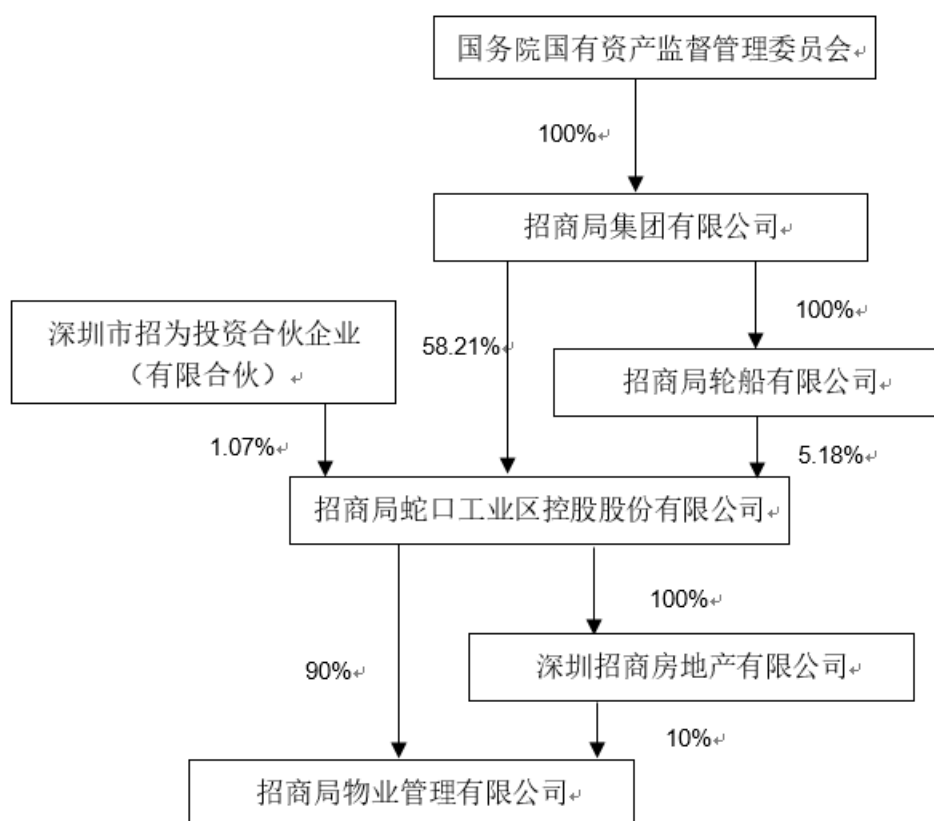 国务院国有资产监督管理委员会
100%
招商局集团有限公司
100%
深圳市招为投资合伙企业
（有限合伙）
58.21%
招商局轮船有限公司
1.07%
5.18%
招商局蛇口工业区控股股份有限公司
100%
90%
深圳招商房地产有限公司
10%
招商局物业管理有限公司